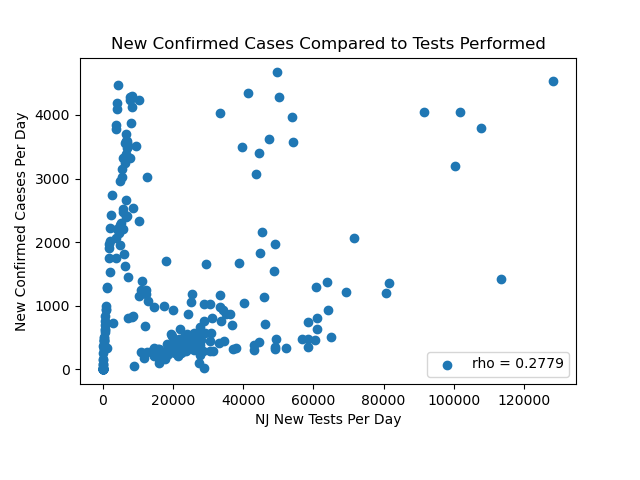 New Confirmed Cases Compared to Tests Performed
New Confirmed Caeses Per Day
4000
3000
2000
1000
0
0 20000 40000 60000 80000 100000 120000
NJ New Tests Per Day
rho = 0.2779